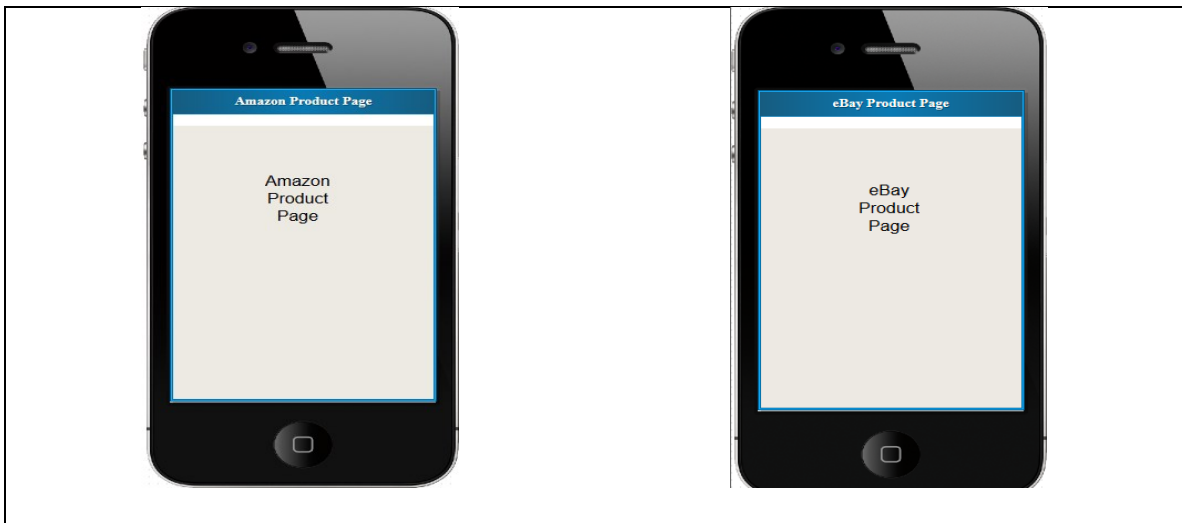 Amazon Product Page
Amazon
Product
Page
eBay Product Page
eBay
Product
Page